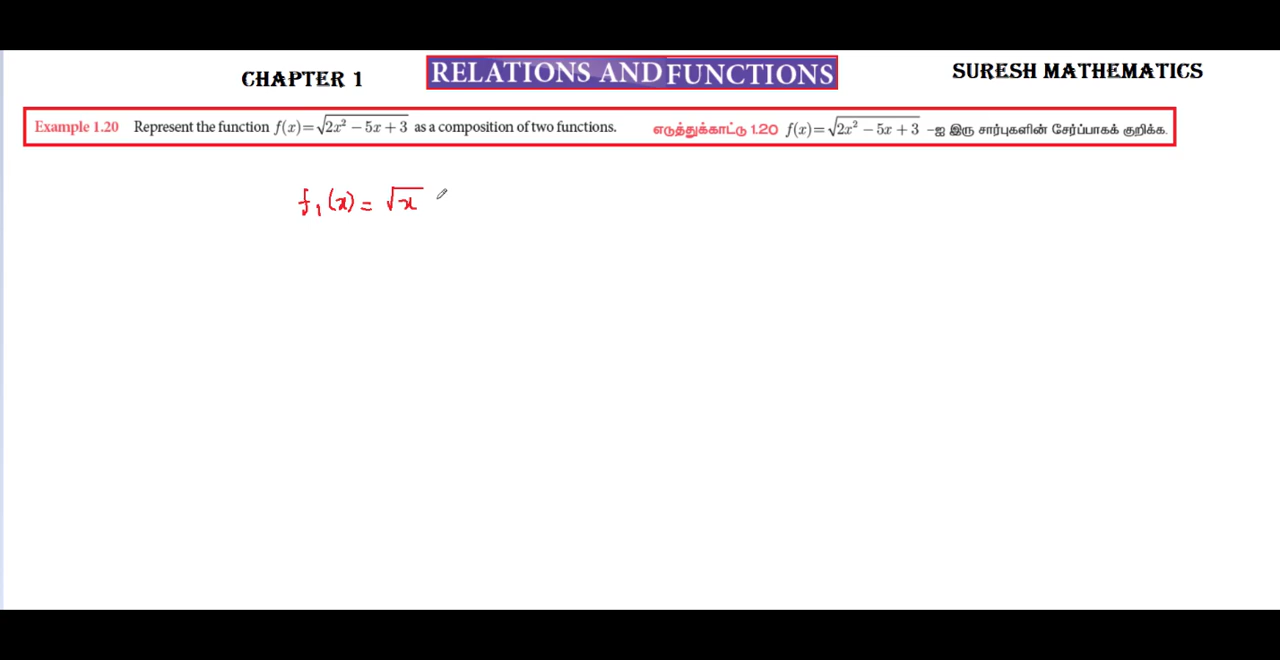 CHAPTER 1 RELATIONS AND FUNCTIONS SURESH MATHEMATICS
Example 1.20 Represent the function f(x)=√(2x² − 5x + 3) as a composition of two functions. எடுத்துக்காட்டு 1.20 f(x)=√(2x² − 5x + 3) –ஐ இரு சார்புகளின் சேர்ப்பாகக் குறிக்க.
f₁(x) = √x